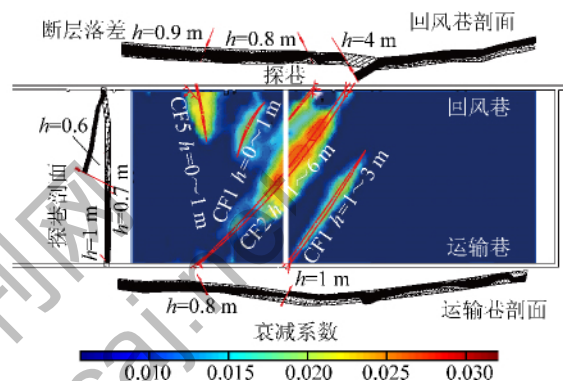 断层落差 h=0.9 m h=0.8 m h=4 m 回风巷剖面
探巷
回风巷
h=0.6
h=0.7 m
h=1 m
探巷剖面
CF5 h=0~1 m
CF1 h=0~1 m
CF2 h=1~6 m
CF1 h=1~3 m
运输巷
h=1 m
h=0.8 m
运输巷剖面
衰减系数
0.010 0.015 0.020 0.025 0.030